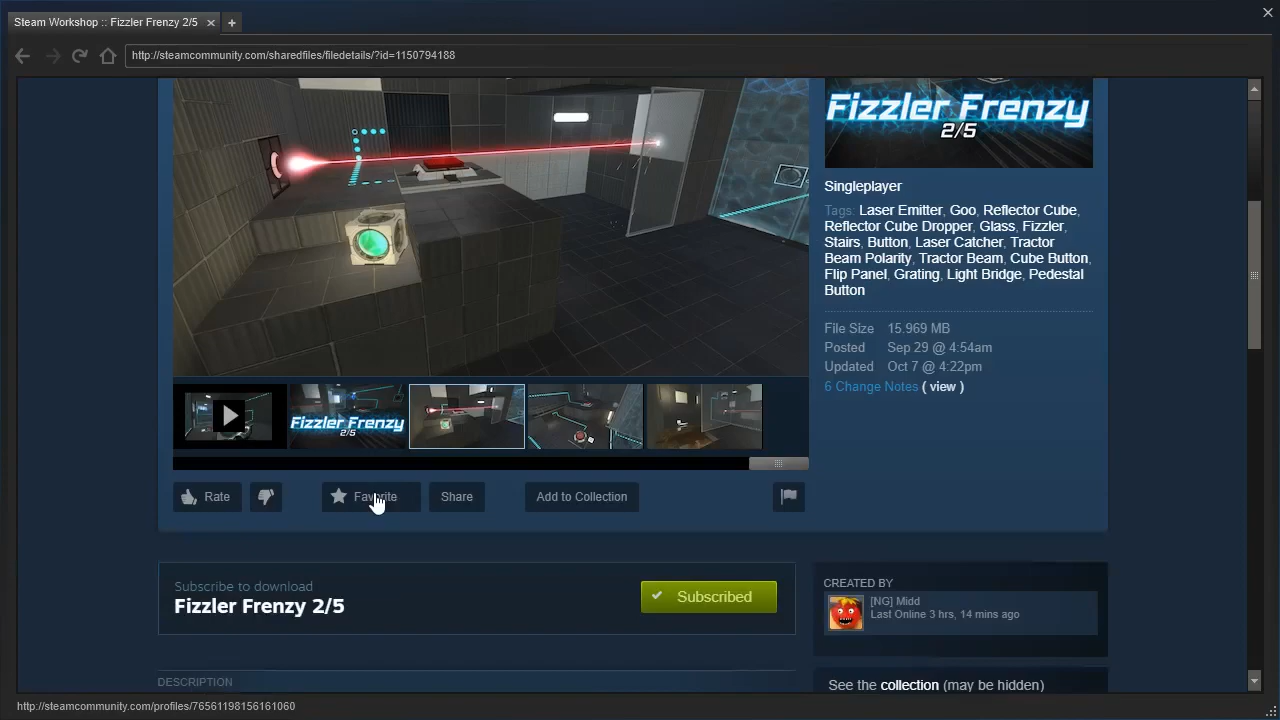 Steam Workshop :: Fizzler Frenzy 2/5
http://steamcommunity.com/sharedfiles/filedetails/?id=1150794188
Fizzler Frenzy
2/5
Singleplayer
Tags: Laser Emitter, Goo, Reflector Cube,
Reflector Cube Dropper, Glass, Fizzler,
Stairs, Button, Laser Catcher, Tractor
Beam Polarity, Tractor Beam, Cube Button,
Flip Panel, Grating, Light Bridge, Pedestal
Button
File Size 15.969 MB
Posted Sep 29 @ 4:54am
Updated Oct 7 @ 4:22pm
6 Change Notes ( view )
Fizzler Frenzy
2/5
Rate
Favorite
Share
Add to Collection
Subscribe to download
Fizzler Frenzy 2/5
Subscribed
CREATED BY
[NG] Midd
Last Online 3 hrs, 14 mins ago
DESCRIPTION
See the collection (may be hidden)
http://steamcommunity.com/profiles/76561198156161060